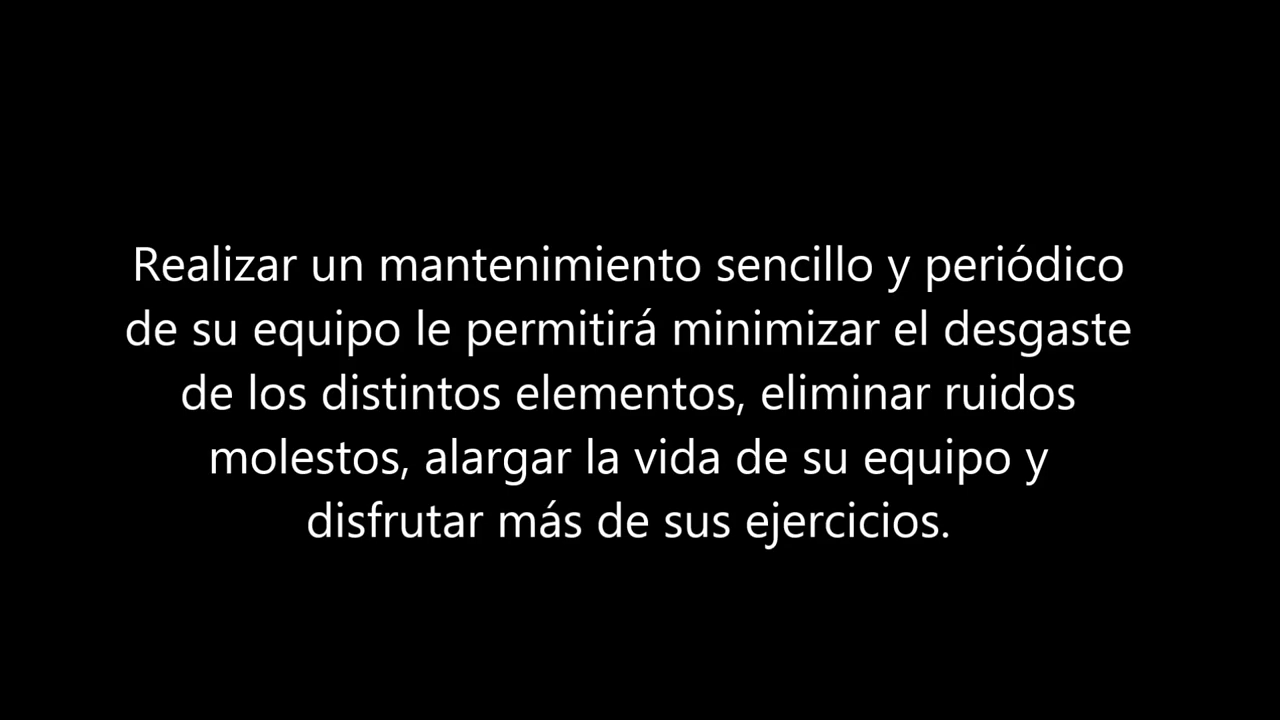 Realizar un mantenimiento sencillo y periódico
de su equipo le permitirá minimizar el desgaste
de los distintos elementos, eliminar ruidos
molestos, alargar la vida de su equipo y
disfrutar más de sus ejercicios.